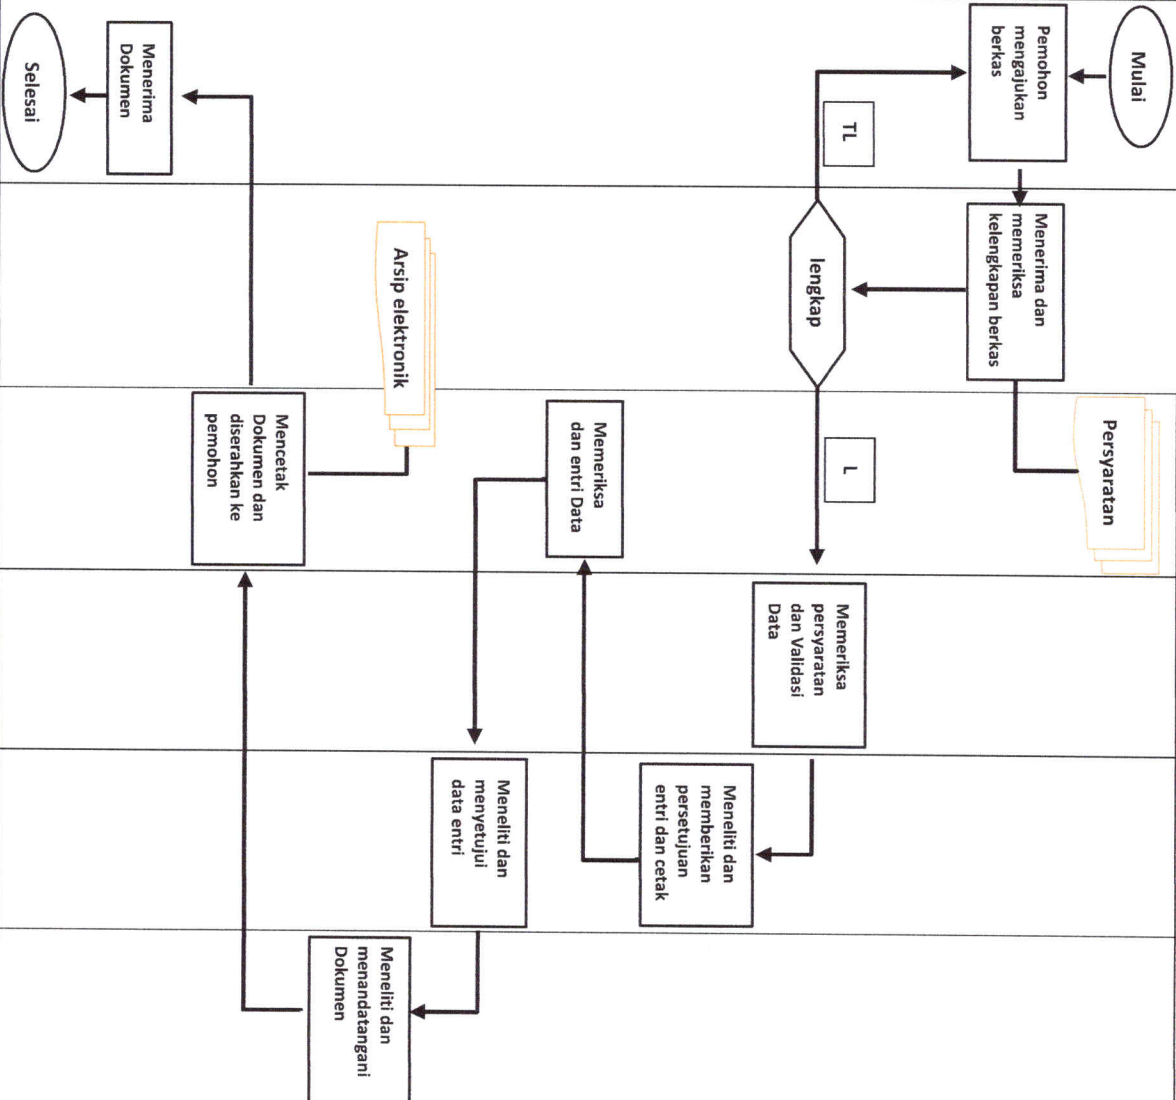 Mulai
Pemohon
mengajukan
berkas
Menerima dan
memeriksa
kelengkapan berkas
Persyaratan
TL
lengkap
L
Memeriksa
persyaratan
dan Validasi
Data
Meneliti dan
memberikan
persetujuan
entri dan cetak
Memeriksa
dan entri Data
Meneliti dan
menyetujui
data entri
Meneliti dan
menandatangani
Dokumen
Arsip elektronik
Mencetak
Dokumen dan
diserahkan ke
pemohon
Menerima
Dokumen
Selesai